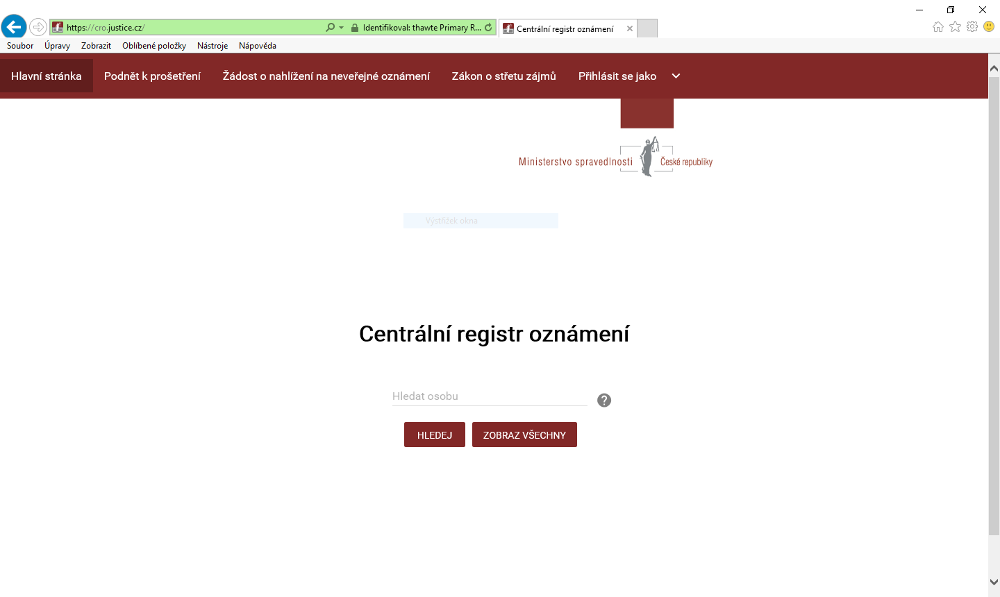 https://cro.justice.cz/
Identifikoval: thawte Primary R...
Centrální registr oznámení
Soubor Úpravy Zobrazit Oblíbené položky Nástroje Nápověda
Hlavní stránka Podnět k prošetření Žádost o nahlížení na neveřejné oznámení Zákon o střetu zájmů Přihlásit se jako
Ministerstvo spravedlnosti České republiky
Výstřižek okna
Centrální registr oznámení
Hledat osobu
?
HLEDEJ ZOBRAZ VŠECHNY